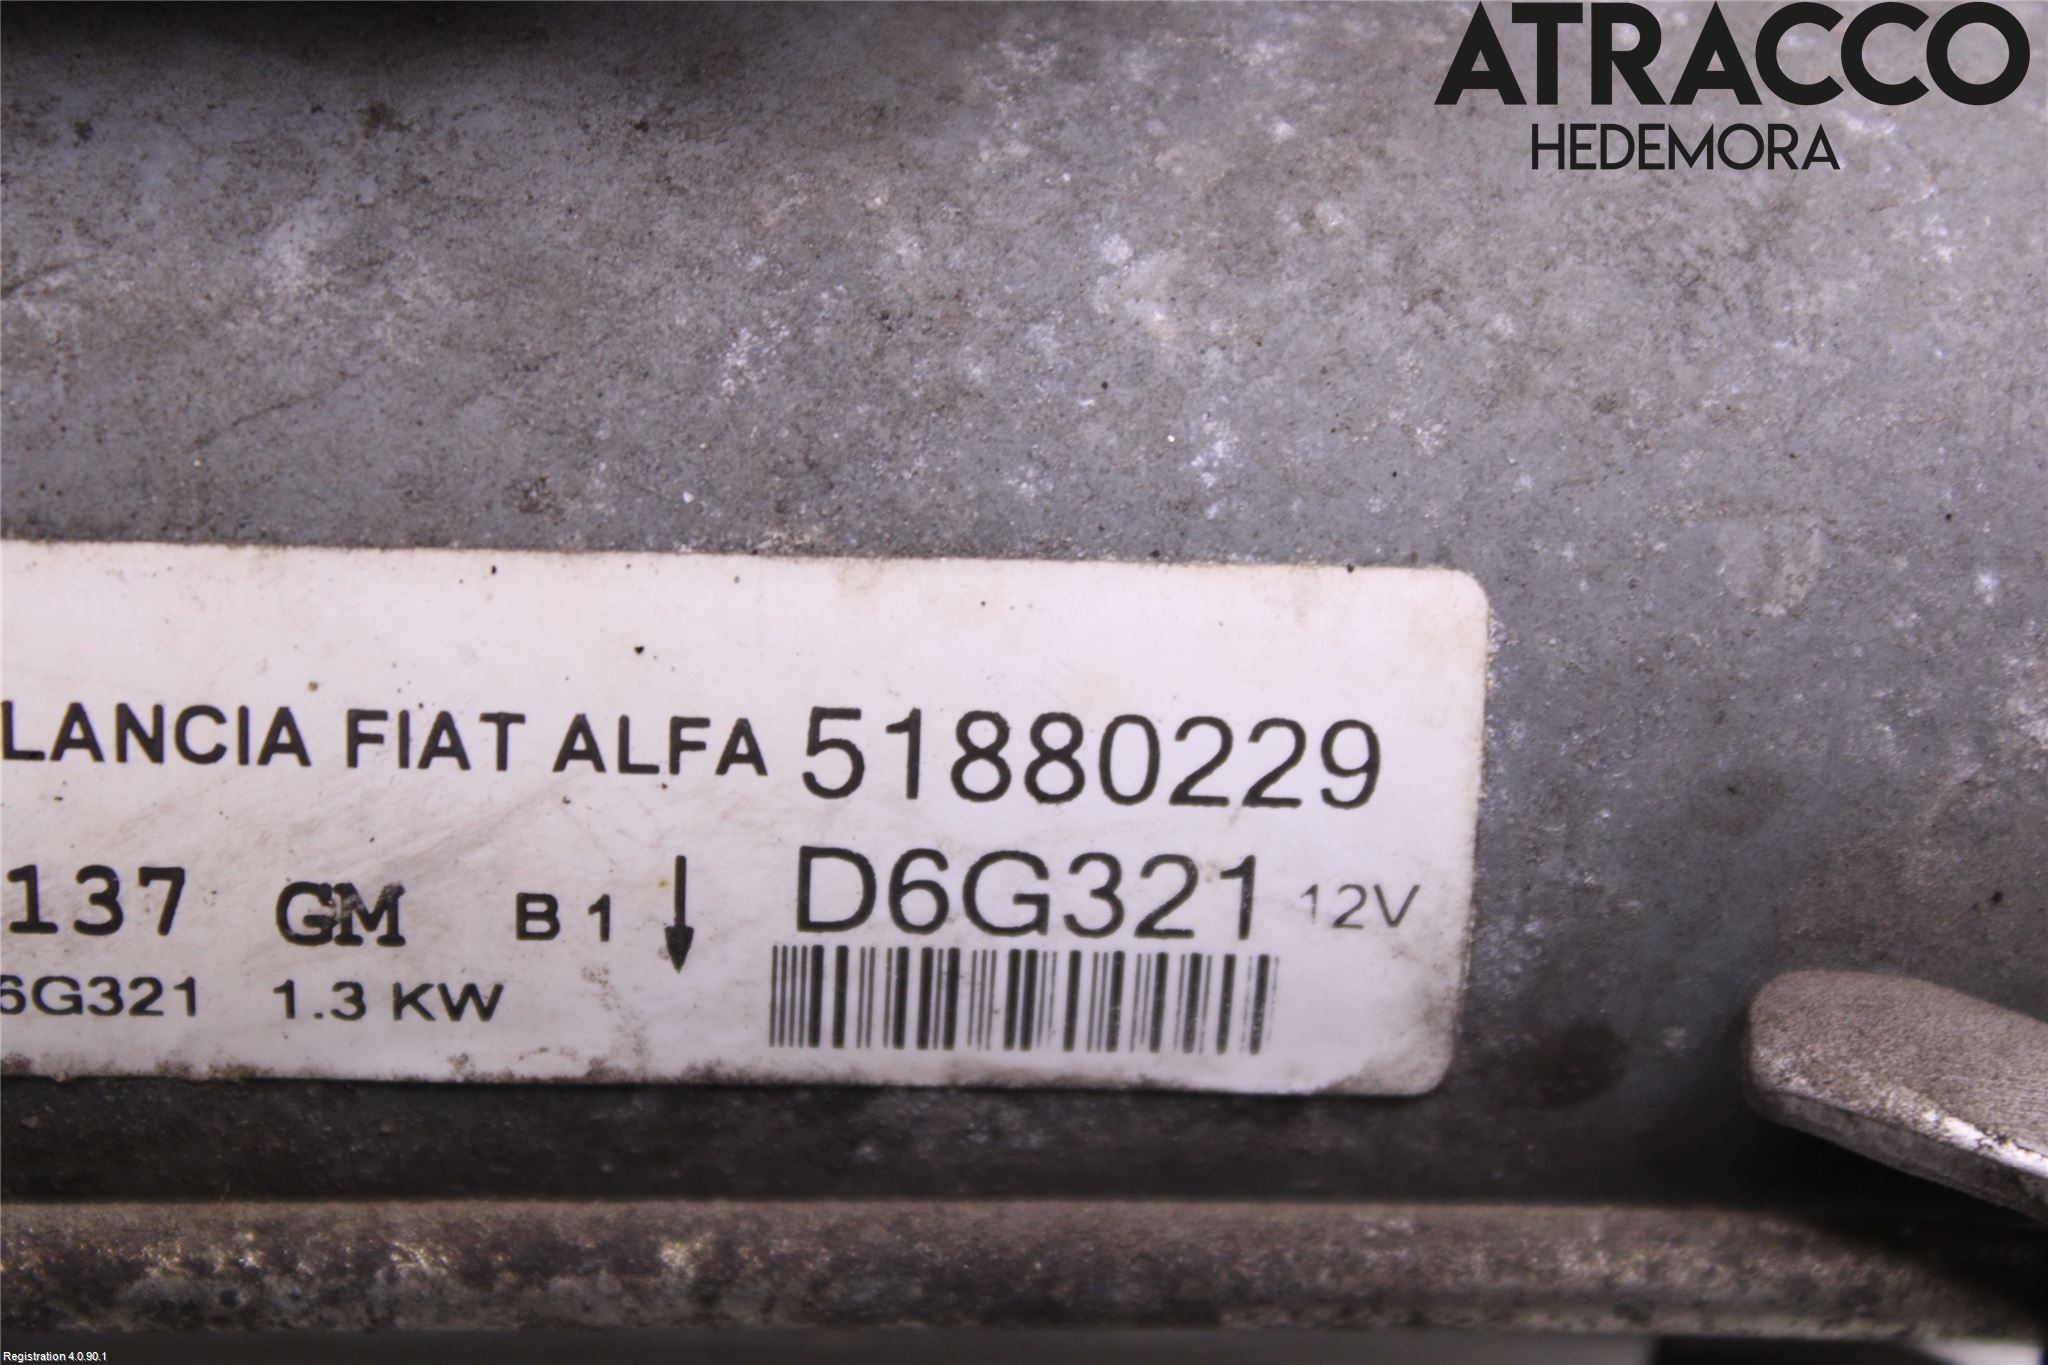 ATRACCO
HEDEMORA
LANCIA FIAT ALFA 51880229
137 GM B1 D6G321 12V
6G321 1.3 KW
Registration 4.0.90.1